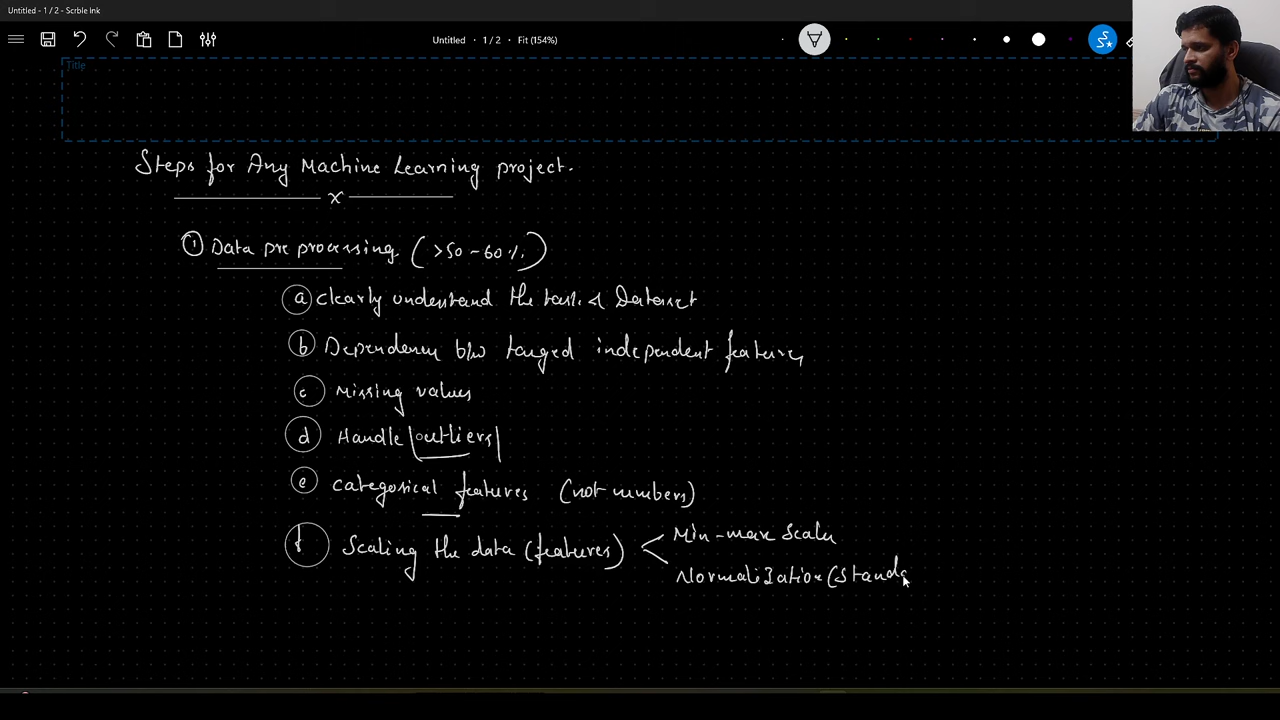 Untitled - 1 / 2 - Scrble Ink
Untitled • 1 / 2 • Fit (154%)
Title
Steps for Any Machine Learning project.
x
① Data pre processing (>50-60%)
ⓐ clearly understand the task & Dataset
ⓑ Dependency b/w target independent features
ⓒ Missing values
ⓓ Handle outliers
ⓔ categorical features (not numbers)
ⓕ Scaling the data (features)
Min-max Scaler
Normalization (Standa